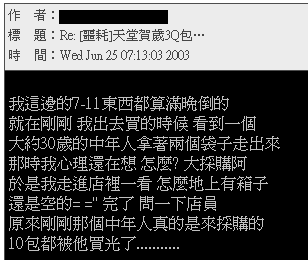 作　者：
標　題：Re: [噩耗]天堂賀歲3Q包…
時　間：Wed Jun 25 07:13:03 2003
我這邊的7-11東西都算滿晚倒的
就在剛剛 我出去買的時候 看到一個
大約30歲的中年人拿著兩個袋子走出來
那時我心理還在想 怎麼? 大採購阿
於是我走進店裡一看 怎麼地上有箱子
還是空的= =" 完了 問一下店員
原來剛剛那個中年人真的是來採購的
10包都被他買光了...........